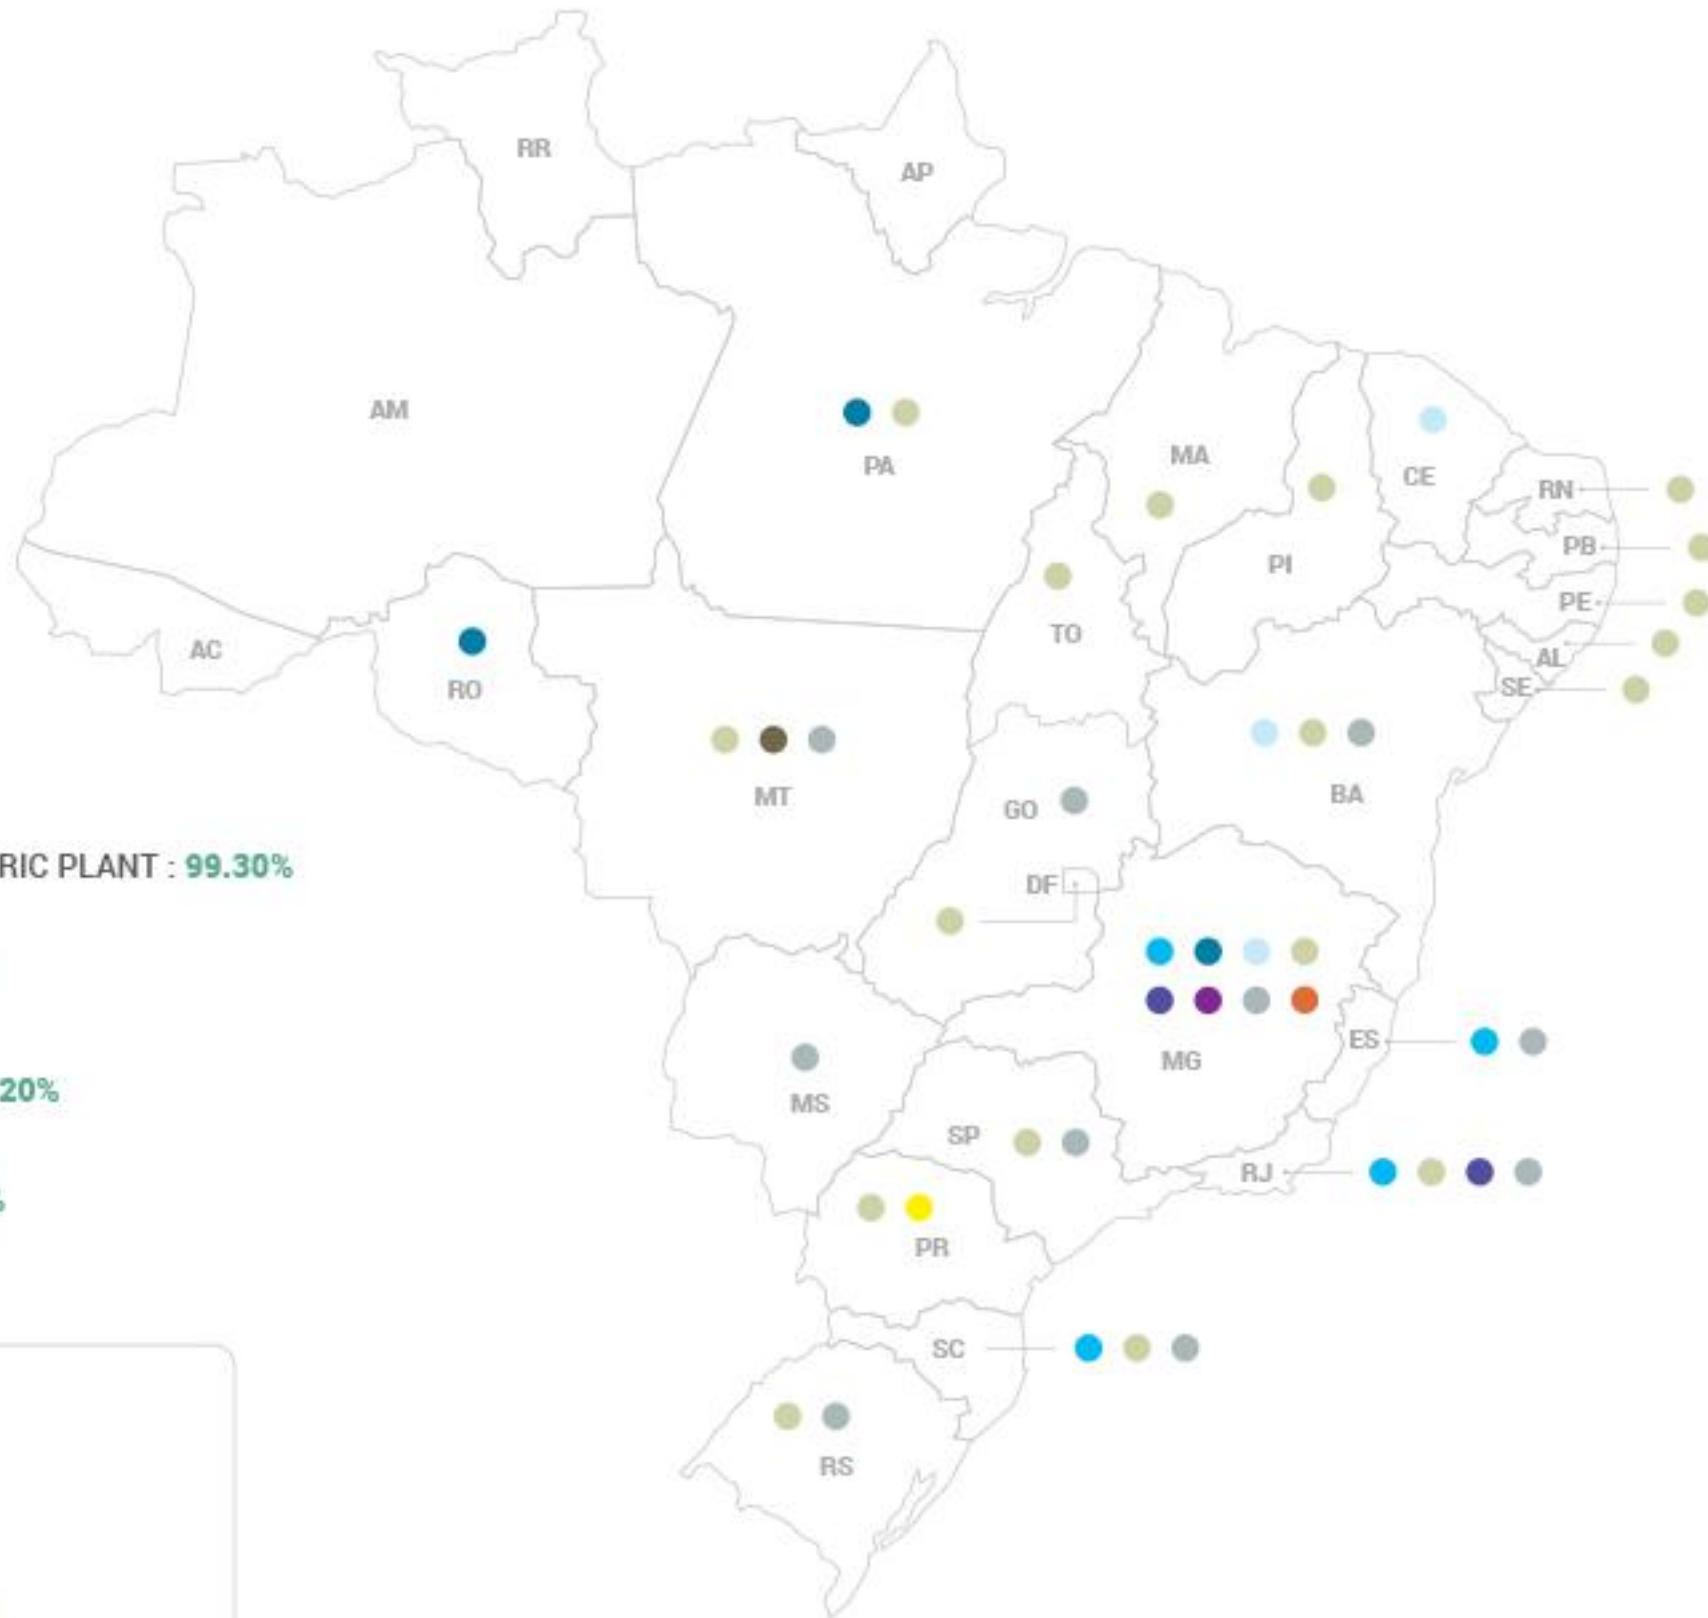 RR
AP
AM
PA
MA
CE
RN
PB
PI
PE
TO
AC
AL
RO
SE
MT
BA
GO
RIC PLANT : 99.30%
DF
ES
MG
20%
MS
SP
RJ
%
PR
SC
RS